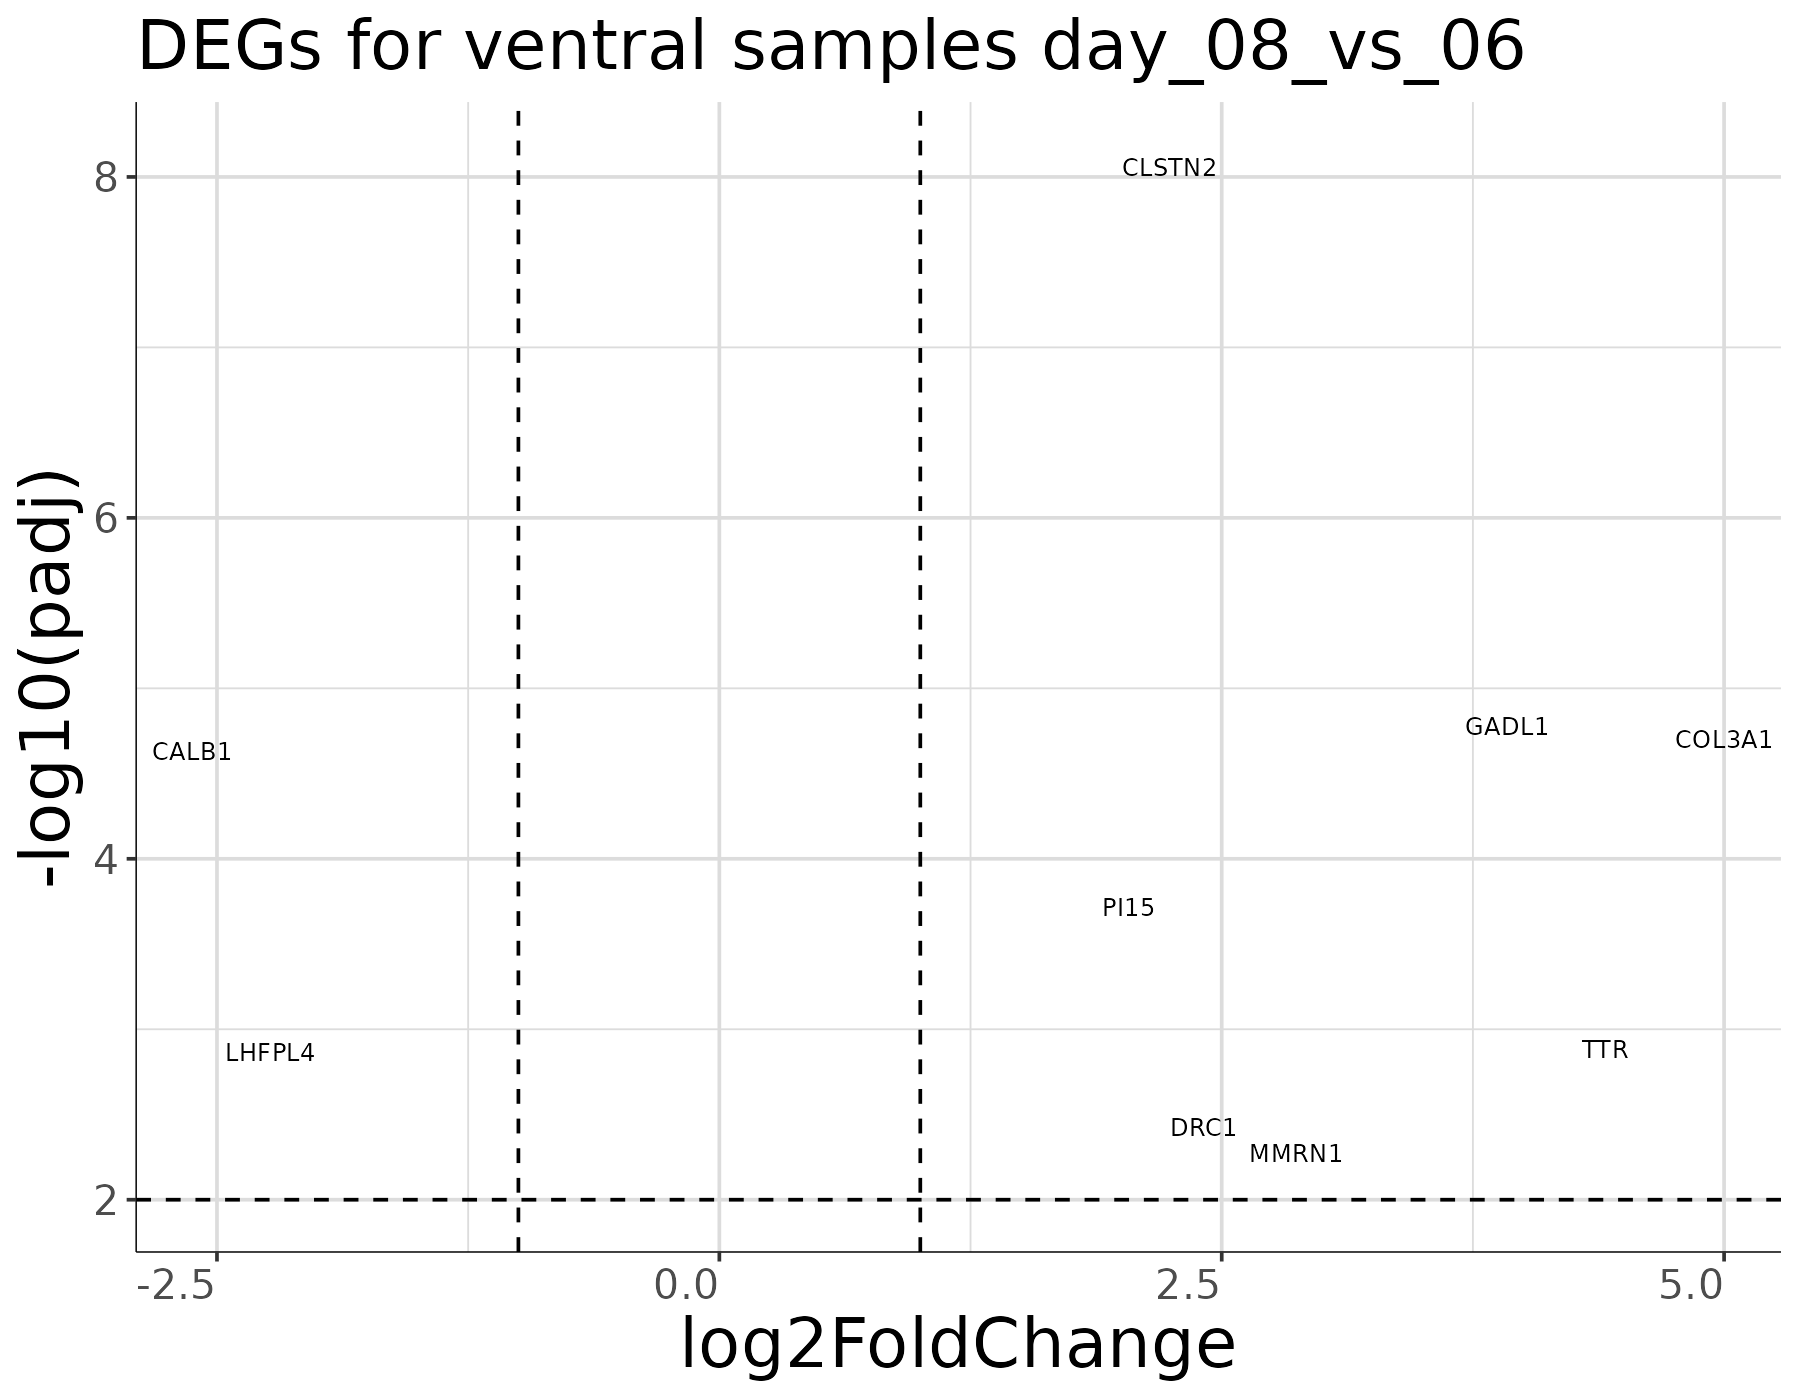 DEGs for ventral samples day_08_vs_06
-log10(padj)
8
6
4
2
CLSTN2
GADL1
COL3A1
CALB1
PI15
LHFPL4
TTR
DRC1
MMRN1
-2.5
0.0
2.5
5.0
log2FoldChange